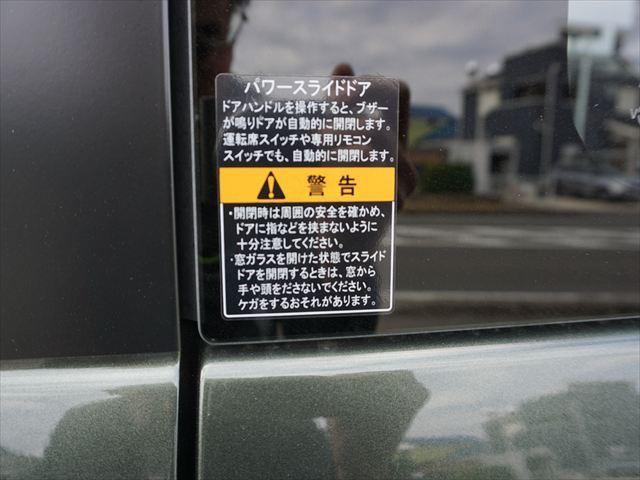 パワースライドドア
ドアハンドルを操作すると、ブザー
が鳴りドアが自動的に開閉します。
運転席スイッチや専用リモコン
スイッチでも、自動的に開閉します。
警告
・開閉時は周囲の安全を確かめ、
ドアに指などを挟まないように
十分注意してください。
・窓ガラスを開けた状態でスライド
ドアを開閉するときは、窓から
手や頭をださないでください。
ケガをするおそれがあります。